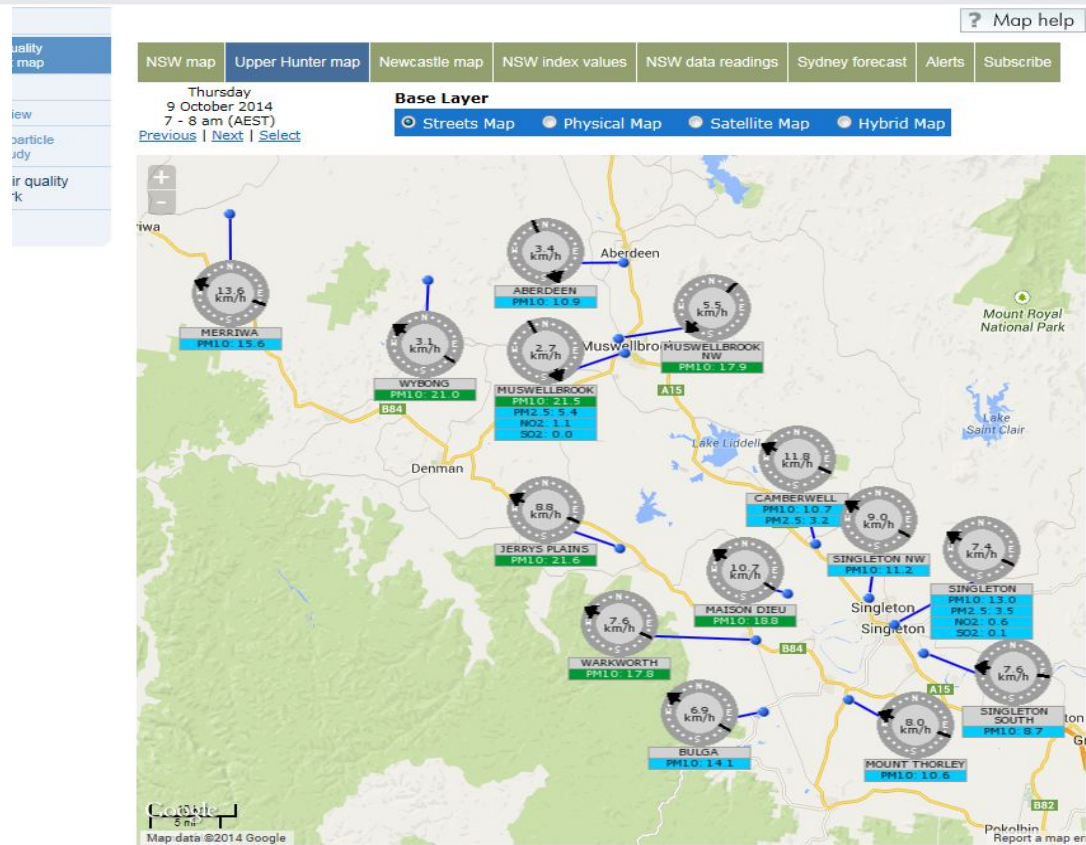 ? Map help
uality
map
iew
particle
udy
ir quality
rk
NSW map
Upper Hunter map
Newcastle map
NSW index values
NSW data readings
Sydney forecast
Alerts
Subscribe
Thursday
9 October 2014
7 - 8 am (AEST)
Previous | Next | Select
Base Layer
Streets Map
Physical Map
Satellite Map
Hybrid Map
+
-
iwa
13.6
km/h
MERRIWA
PM10: 15.6
3.1
km/h
WYBONG
PM10: 21.0
3.4
km/h
ABERDEEN
PM10: 10.9
Aberdeen
2.7
km/h
MUSWELLBROOK
PM10: 21.5
PM2.5: 5.4
NO2: 1.1
SO2: 0.0
Muswellbro
5.5
km/h
MUSWELLBROOK
NW
PM10: 17.9
Mount Royal
National Park
A15
B84
Lake
Saint Clair
Lake Liddell
Denman
11.8
km/h
CAMBERWELL
PM10: 10.7
PM2.5: 3.2
8.8
km/h
JERRYS PLAINS
PM10: 21.6
9.0
km/h
SINGLETON NW
PM10: 11.2
7.4
km/h
SINGLETON
PM10: 13.0
PM2.5: 3.5
NO2: 0.6
SO2: 0.1
10.7
km/h
MAISON DIEU
PM10: 18.8
Singleton
Singleton
7.6
km/h
WARKWORTH
PM10: 17.8
B84
7.6
km/h
SINGLETON
SOUTH
PM10: 8.7
A15
6.9
km/h
BULGA
PM10: 14.1
8.0
km/h
MOUNT THORLEY
PM10: 10.6
ton
Gr
B82
Pokolbin
Google
5 mi
Map data ©2014 Google
Report a map er